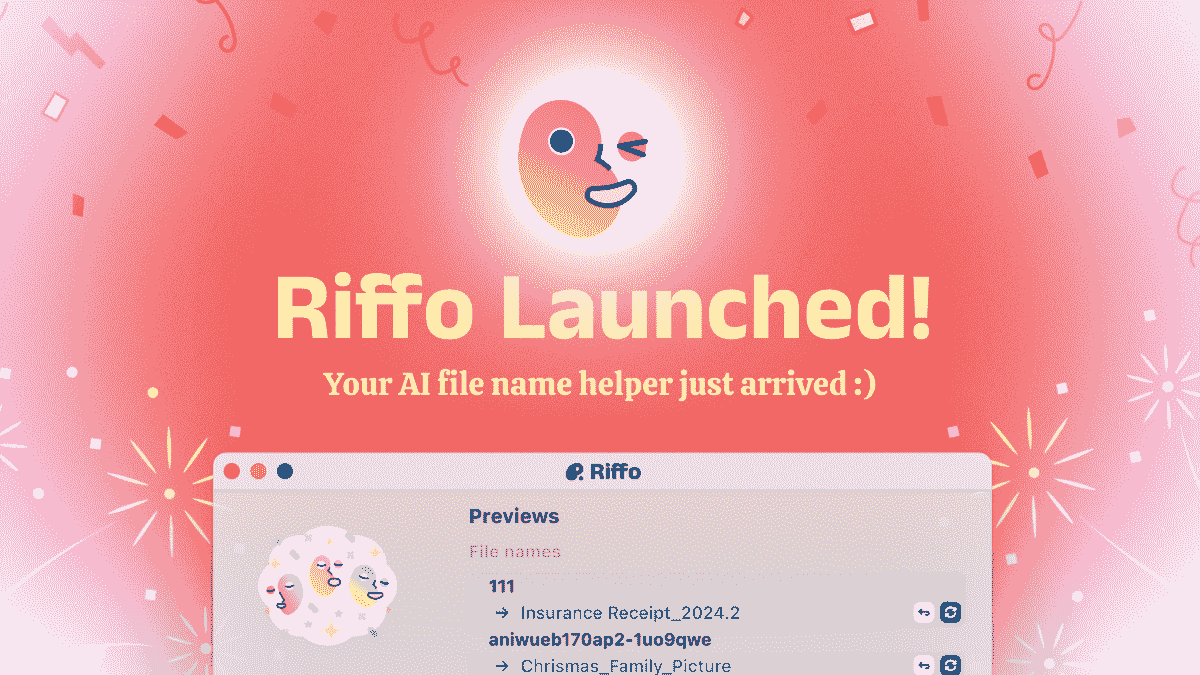 Riffo Launched!
Your AI file name helper just arrived :)
Riffo
Previews
File names
111
→ Insurance Receipt_2024.2
aniwueb170ap2-1uo9qwe
→ Chrismas_Family_Picture